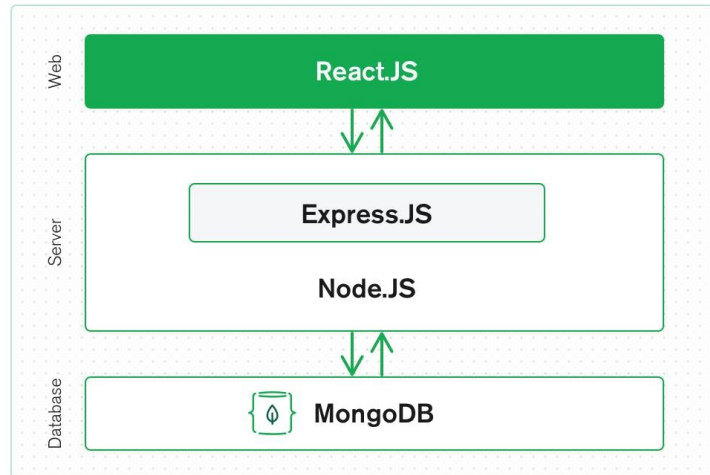 Web
React.JS
Server
Express.JS
Node.JS
Database
MongoDB